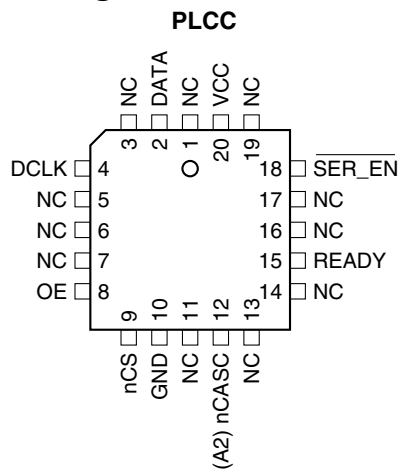 PLCC
NC
DATA
NC
VCC
NC
3
2
1
20
19
DCLK 4
NC 5
NC 6
NC 7
OE 8
18 SER_EN
17 NC
16 NC
15 READY
14 NC
9
10
11
12
13
nCS
GND
NC
(A2) nCASC
NC